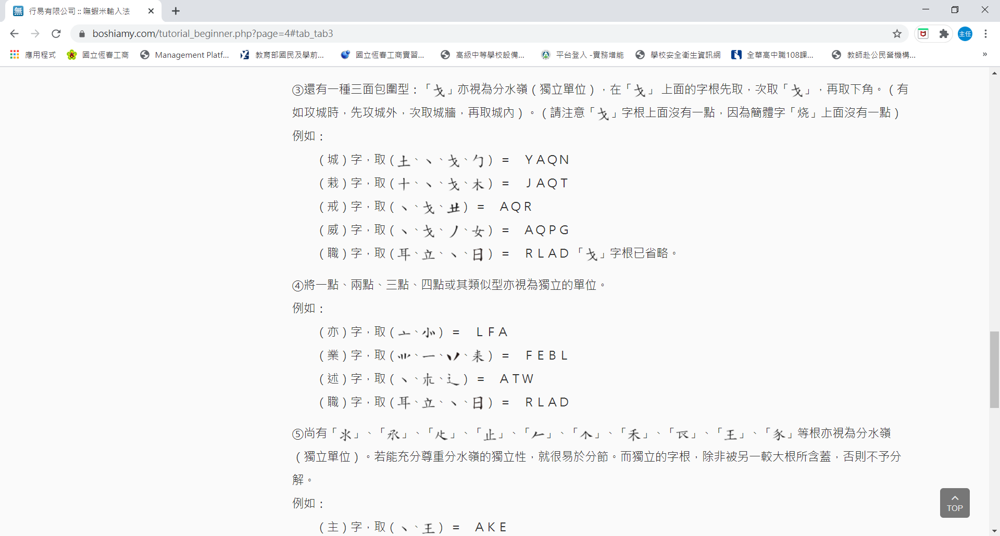 行易有限公司 :: 嘸蝦米輸入法
boshiamy.com/tutorial_beginner.php?page=4#tab_tab3
主任
應用程式 國立恆春工商 Management Platf... 教育部國民及學前... 國立恆春工商實習... 高級中等學校設備... 平台登入 -實務增能 學校安全衛生資訊網 全華高中職108課... 教師赴公民營機構... »
③還有一種三面包圍型：「戈」亦視為分水嶺（獨立單位），在「戈」 上面的字根先取，次取「戈」，再取下角。（有
如攻城時，先攻城外，次取城牆，再取城內）。（請注意「戈」字根上面沒有一點，因為簡體字「烧」上面沒有一點）
例如：
（城）字，取（土、丶、戈、勹）＝ ＹＡＱＮ
（栽）字，取（十、丶、戈、木）＝ ＪＡＱＴ
（戒）字，取（丶、戈、廾）＝ ＡＱＲ
（威）字，取（丶、戈、丿、女）＝ ＡＱＰＧ
（職）字，取（耳、立、丶、日）＝ ＲＬＡＤ「戈」字根已省略。
④將一點、兩點、三點、四點或其類似型亦視為獨立的單位。
例如：
（亦）字，取（亠、小）＝ ＬＦＡ
（業）字，取（⺌、一、丷、耒）＝ ＦＥＢＬ
（述）字，取（丶、朩、辶）＝ ＡＴＷ
（職）字，取（耳、立、丶、日）＝ ＲＬＡＤ
⑤尚有「氺」、「承」、「止」、「𠂉」、「禾」、「王」、「豕」等根亦視為分水嶺
（獨立單位）。若能充分尊重分水嶺的獨立性，就很易於分節。而獨立的字根，除非被另一較大根所含蓋，否則不予分
解。
例如：
（主）字，取（丶、王）＝ ＡＫＥ
TOP